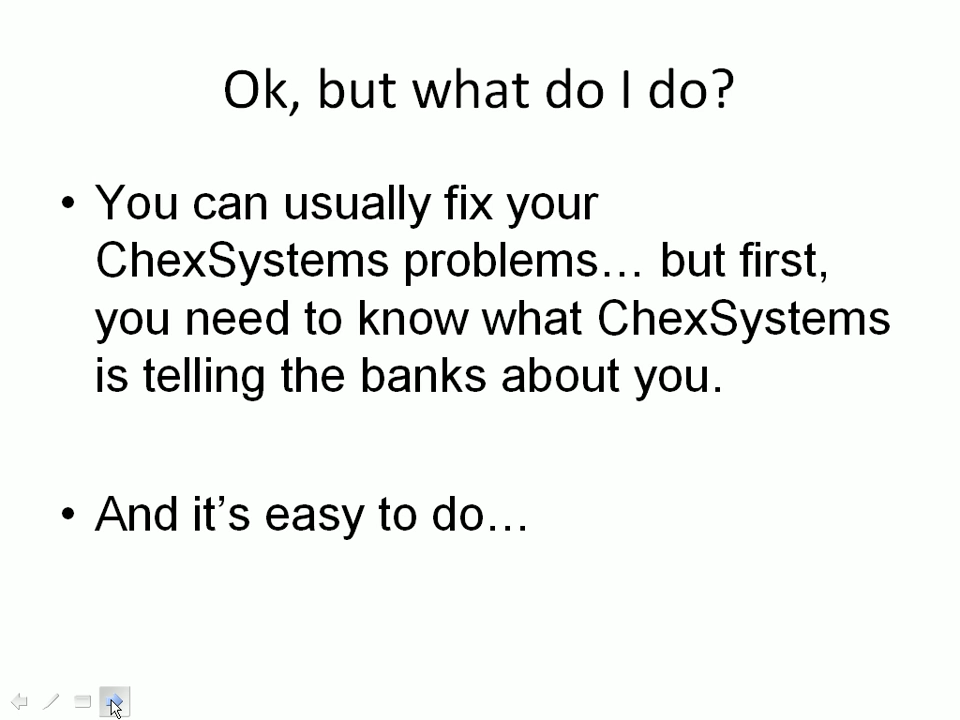 Ok, but what do I do?
• You can usually fix your
ChexSystems problems… but first,
you need to know what ChexSystems
is telling the banks about you.
• And it’s easy to do…